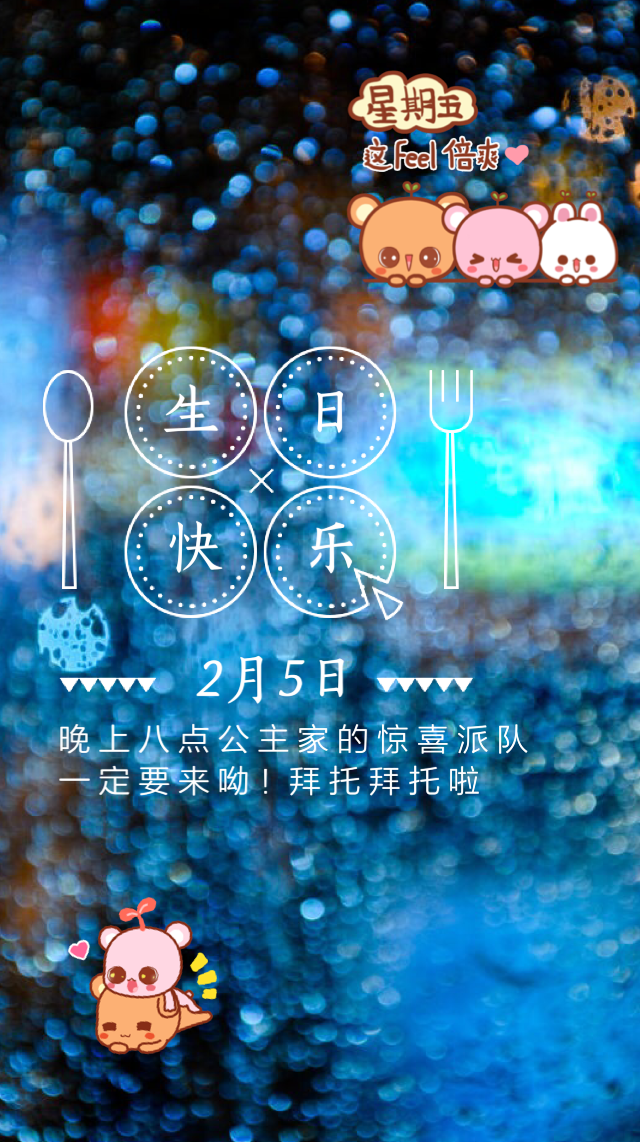 星期五
这feel倍爽
生日
快乐
2月5日
晚上八点公主家的惊喜派队
一定要来呦！拜托拜托啦